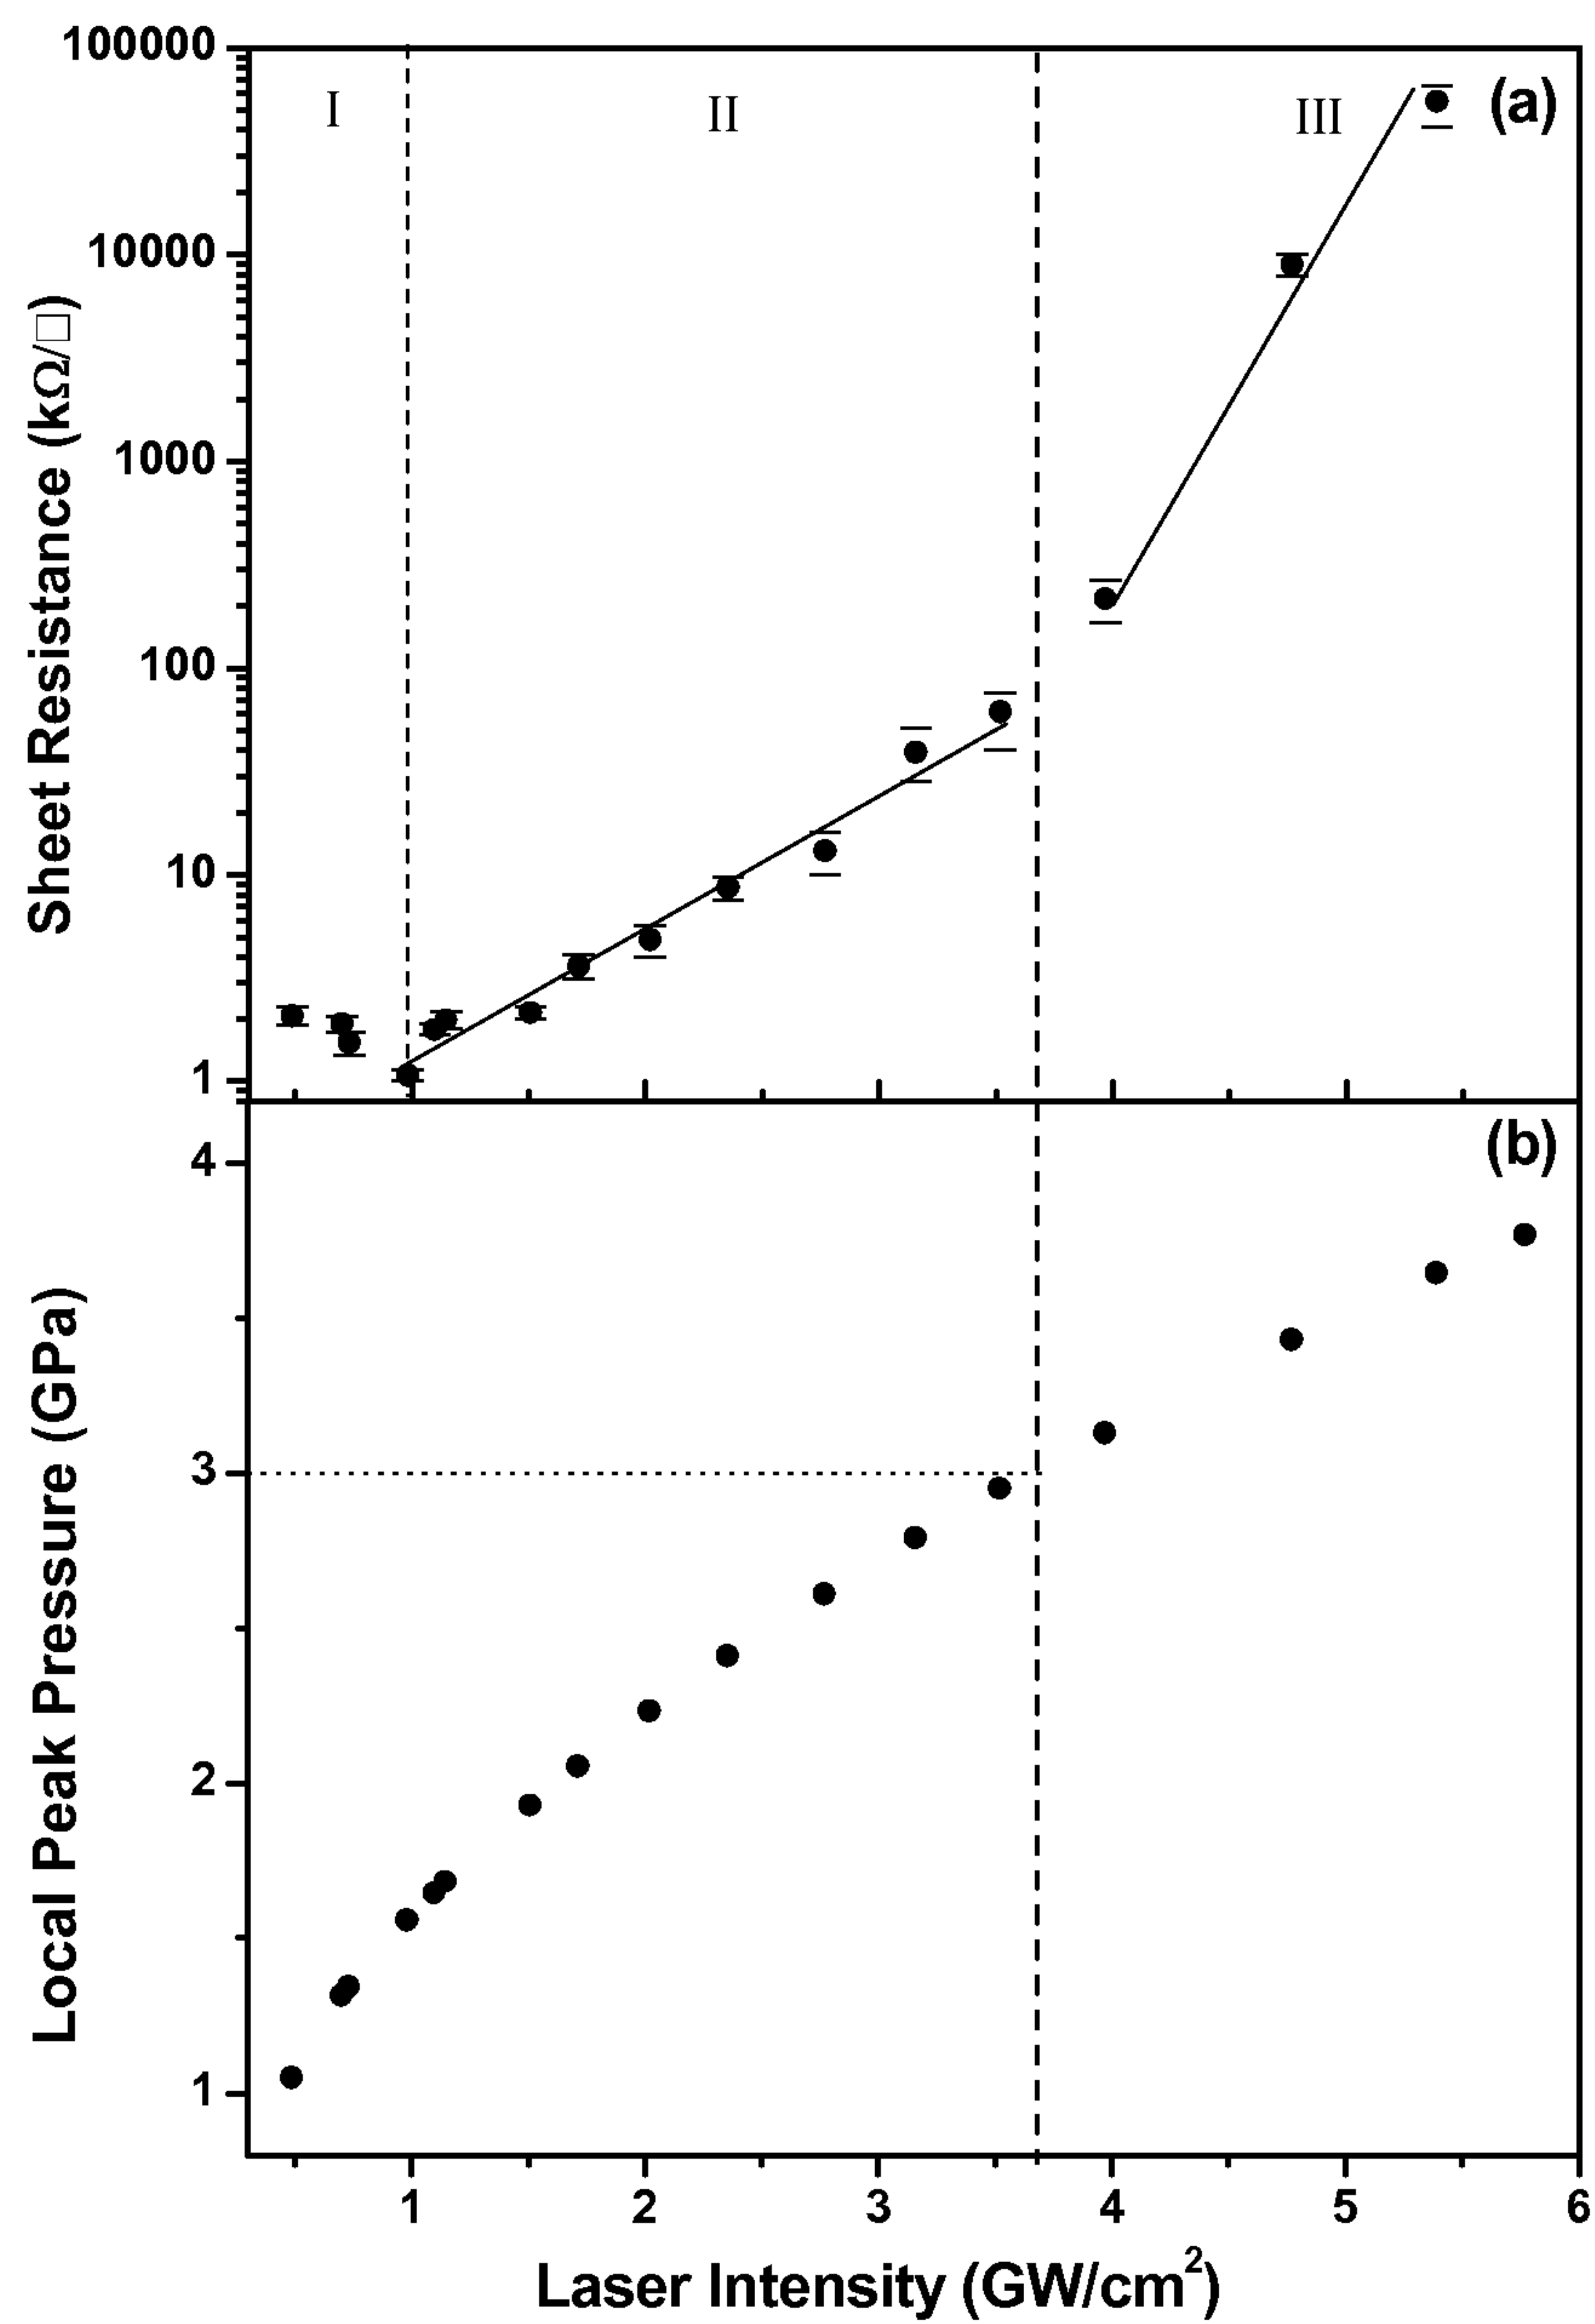 100000
10000
1000
100
10
1
Sheet Resistance (kΩ/□)
I
II
III
(a)
4
3
2
1
Local Peak Pressure (GPa)
(b)
1 2 3 4 5 6
Laser Intensity (GW/cm²)